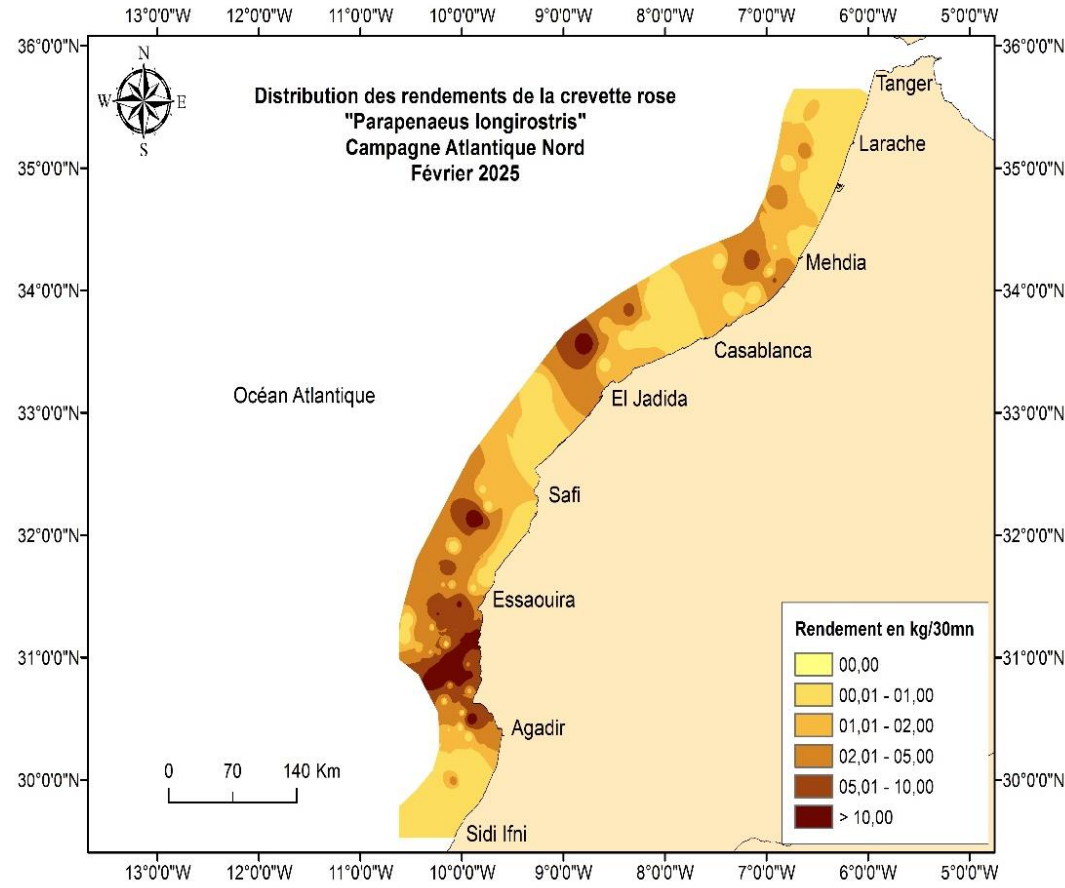 13°0'0"W 12°0'0"W 11°0'0"W 10°0'0"W 9°0'0"W 8°0'0"W 7°0'0"W 6°0'0"W 5°0'0"W
36°0'0"N 36°0'0"N
N
W E
S
Distribution des rendements de la crevette rose
"Parapenaeus longirostris"
Campagne Atlantique Nord
Février 2025
Tanger
Larache
35°0'0"N 35°0'0"N
Mehdia
34°0'0"N 34°0'0"N
Casablanca
Océan Atlantique
El Jadida
33°0'0"N 33°0'0"N
Safi
32°0'0"N 32°0'0"N
Essaouira
31°0'0"N 31°0'0"N
Agadir
30°0'0"N 30°0'0"N
Sidi Ifni
0 70 140 Km
Rendement en kg/30mn
00,00
00,01 - 01,00
01,01 - 02,00
02,01 - 05,00
05,01 - 10,00
> 10,00
13°0'0"W 12°0'0"W 11°0'0"W 10°0'0"W 9°0'0"W 8°0'0"W 7°0'0"W 6°0'0"W 5°0'0"W